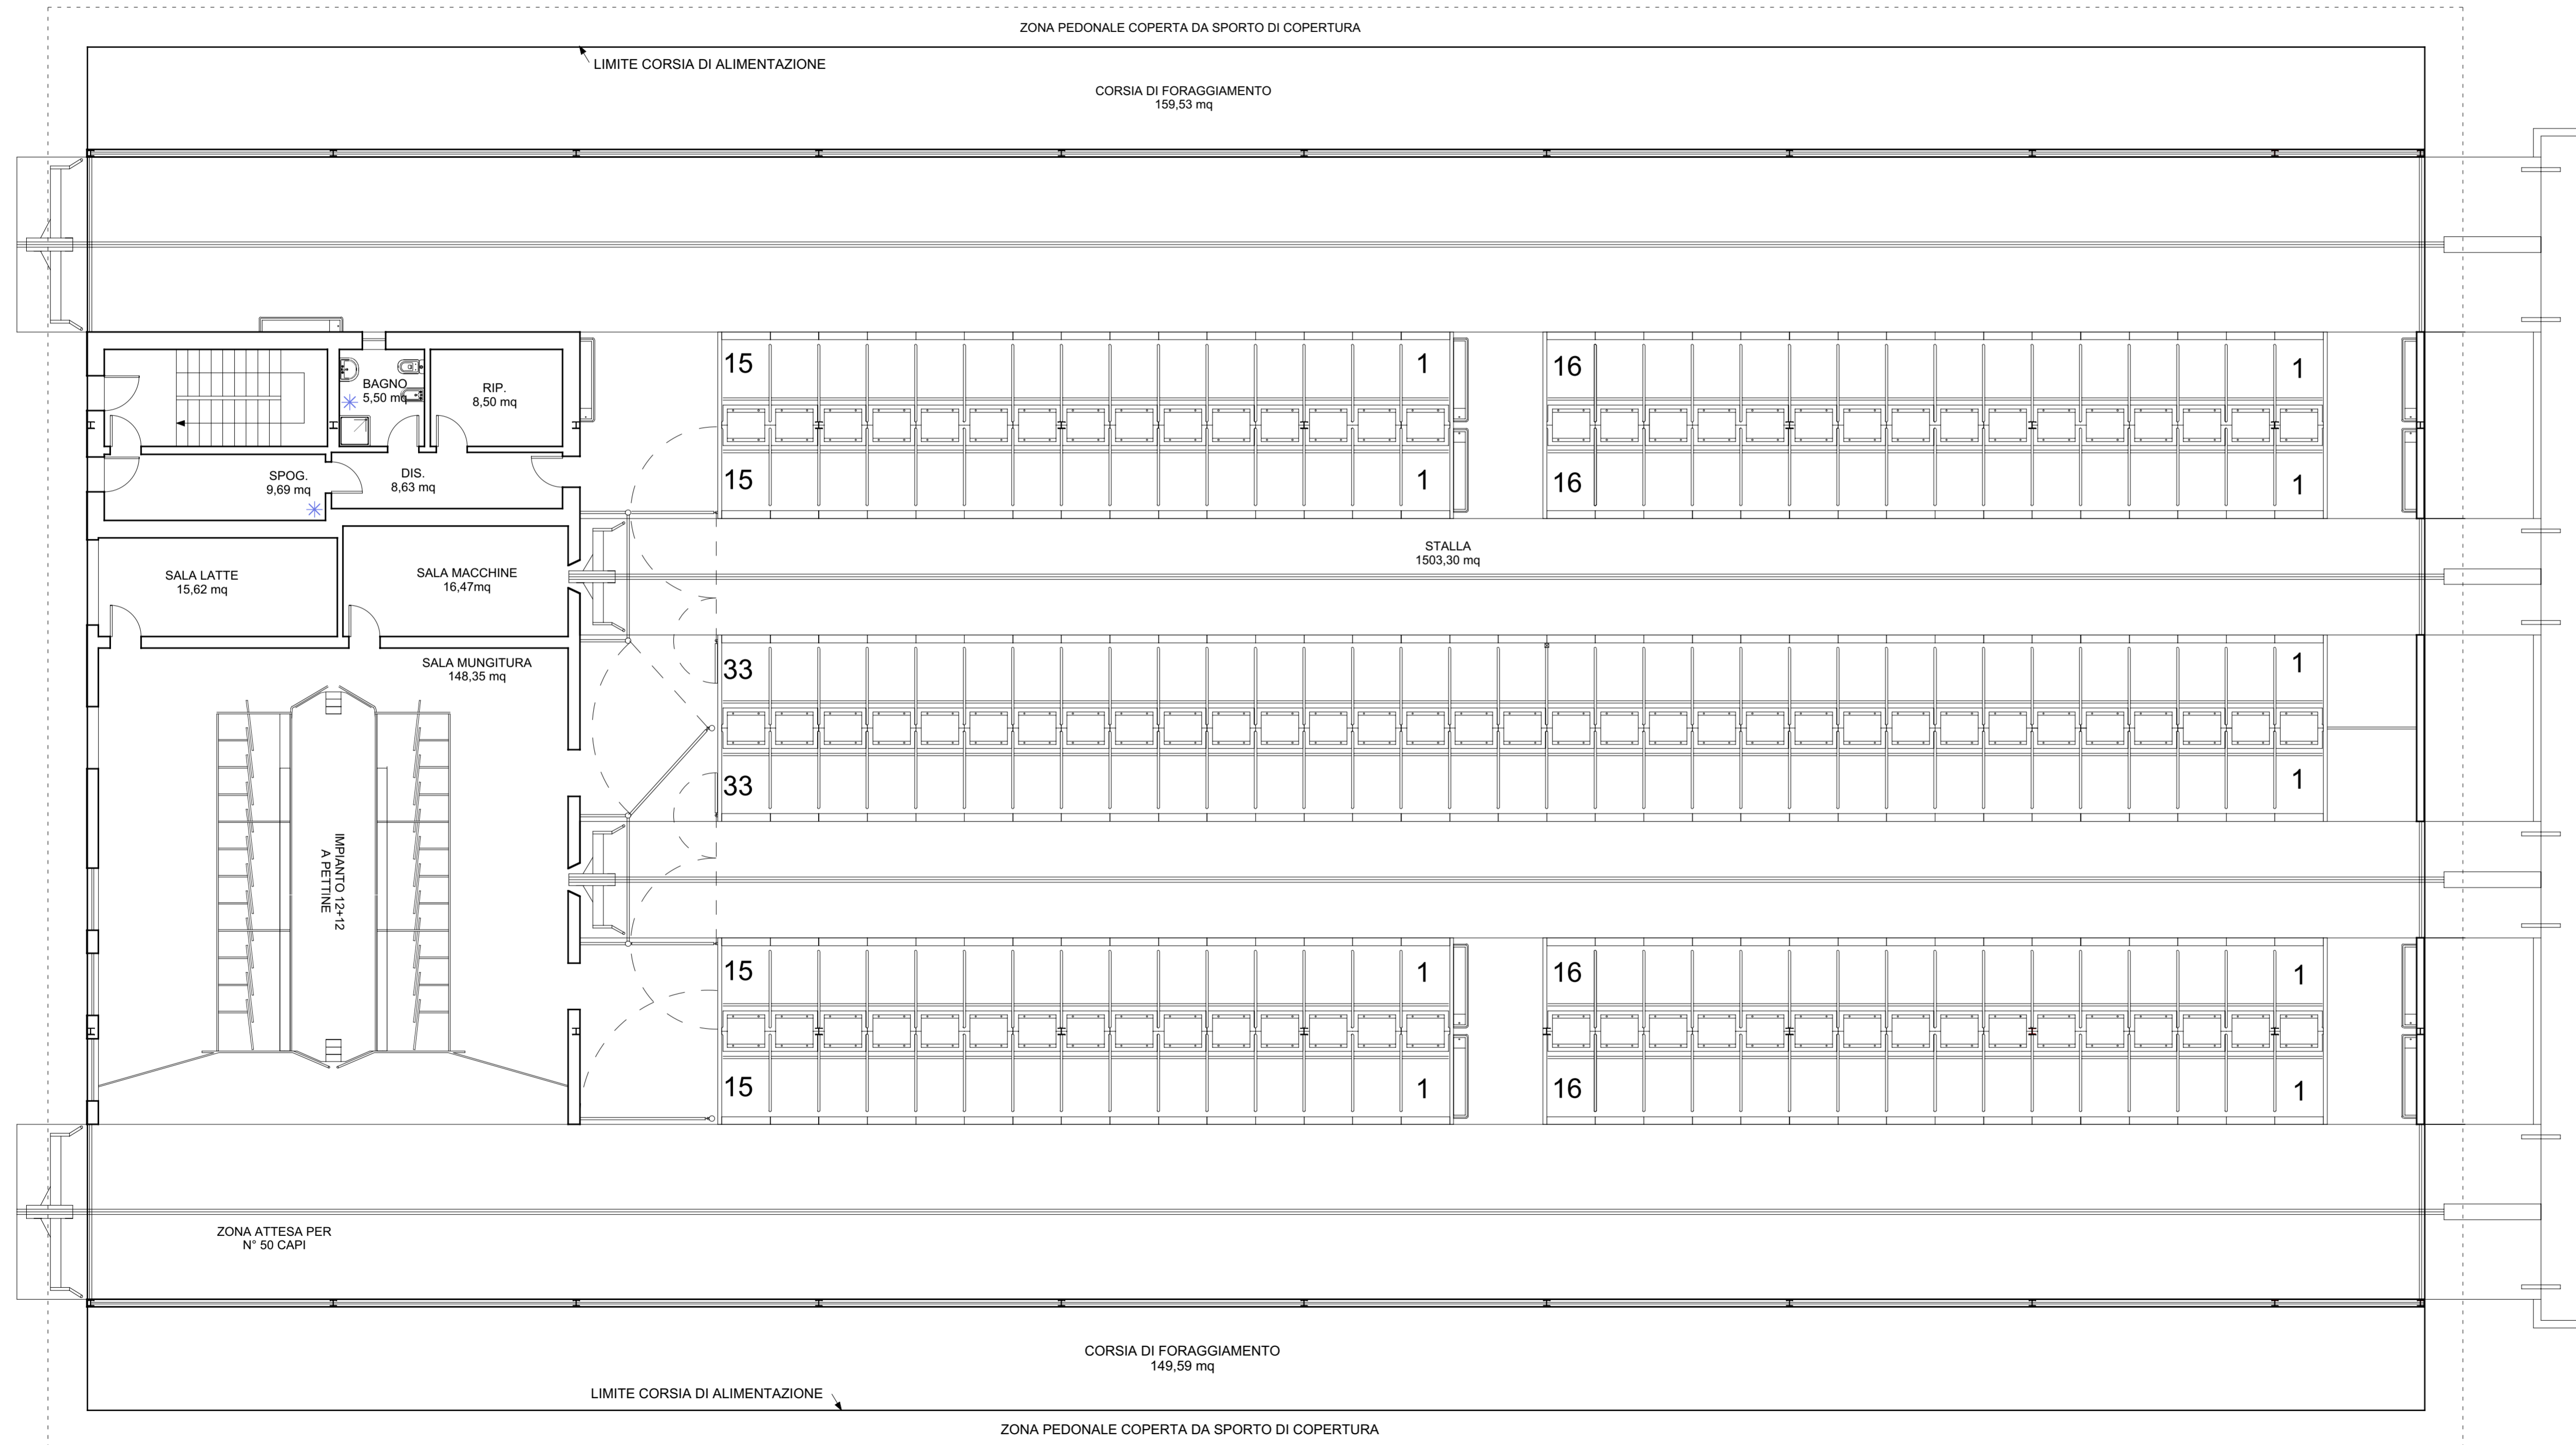 ZONA PEDONALE COPERTA DA SPORTO DI COPERTURA
LIMITE CORSIA DI ALIMENTAZIONE
CORSIA DI FORAGGIAMENTO
159,53 mq
15 1 16 1
BAGNO
5,50 mq
RIP.
8,50 mq
SPOG.
9,69 mq
DIS.
8,63 mq
15 1 16 1
STALLA
1503,30 mq
SALA LATTE
15,62 mq
SALA MACCHINE
16,47mq
SALA MUNGITURA
148,35 mq
33 1
33 1
IMPIANTO 12+12
A PETTINE
15 1 16 1
15 1 16 1
ZONA ATTESA PER
N° 50 CAPI
CORSIA DI FORAGGIAMENTO
149,59 mq
LIMITE CORSIA DI ALIMENTAZIONE
ZONA PEDONALE COPERTA DA SPORTO DI COPERTURA